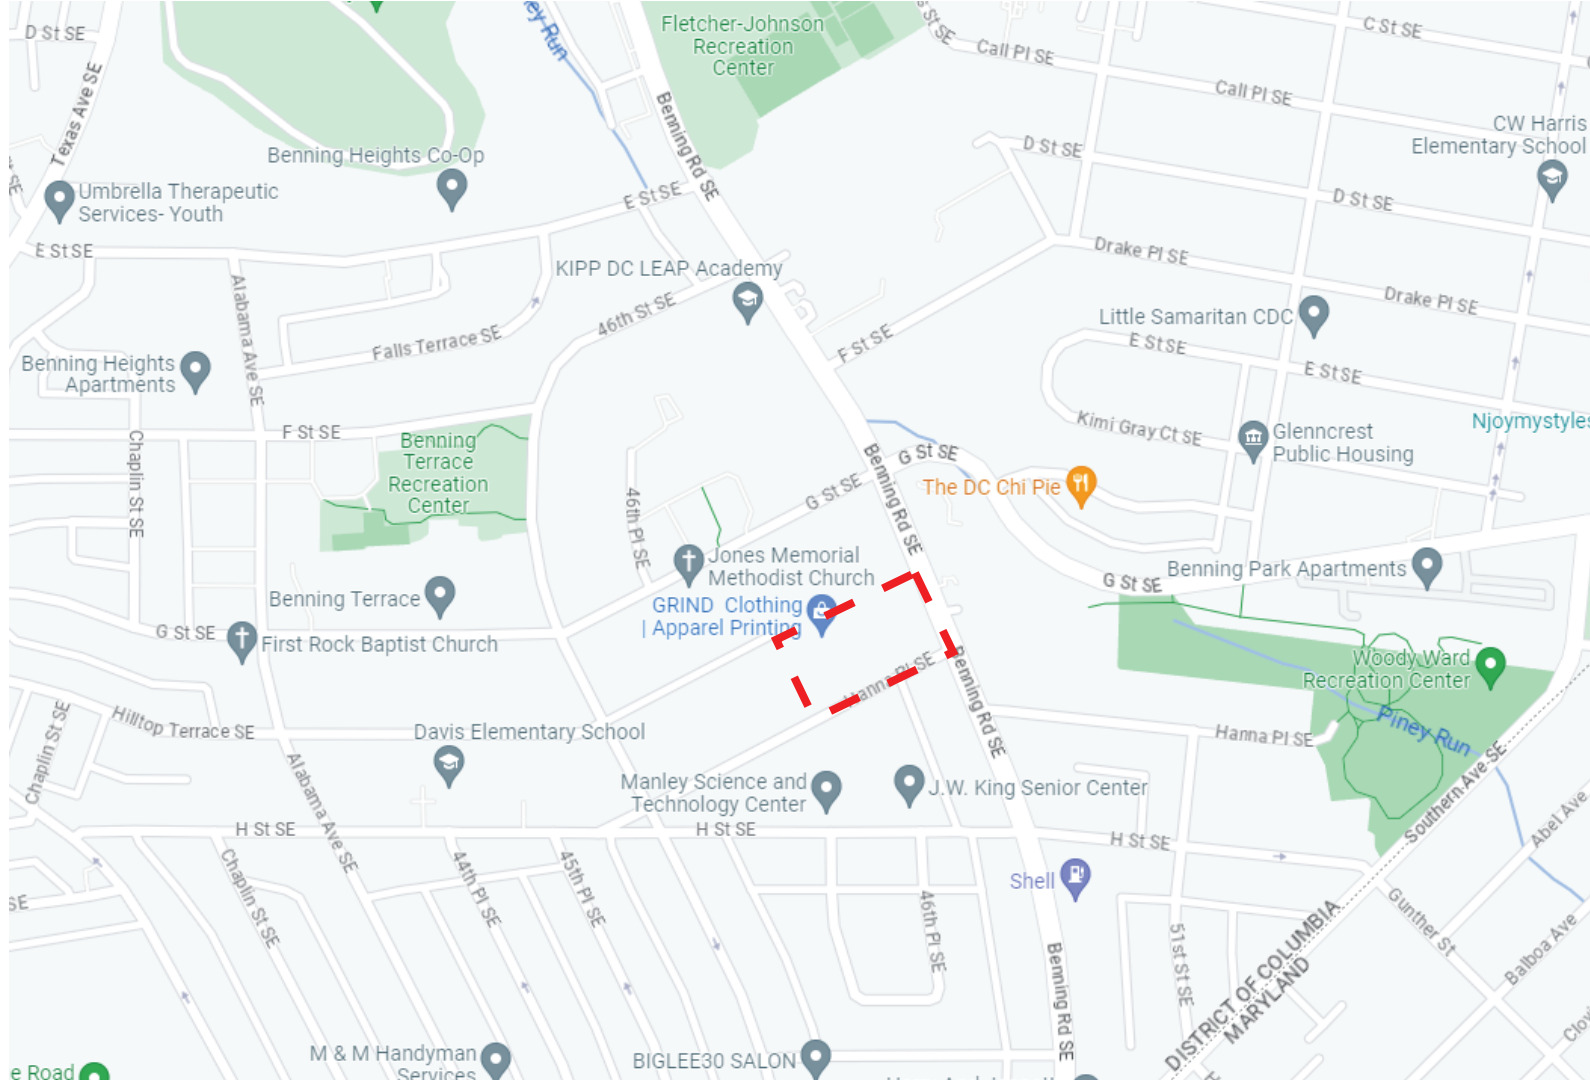 Fletcher-Johnson
Recreation
Center
St SE
Call Pl SE
C St SE
D St SE
Texas Ave SE
Benning Rd SE
Call Pl SE
CW Harris
Elementary School
D St SE
Benning Heights Co-Op
Umbrella Therapeutic
Services- Youth
E St SE
D St SE
E St SE
KIPP DC LEAP Academy
Drake Pl SE
Drake Pl SE
Alabama Ave SE
46th St SE
Falls Terrace SE
F St SE
Little Samaritan CDC
E St SE
E St SE
Benning Heights
Apartments
F St SE
Kimi Gray Ct SE
Njoymystyles
Benning
Terrace
Recreation
Center
Chaplin St SE
Glenncrest
Public Housing
G St SE
Benning Rd SE
G St SE
The DC Chi Pie
46th Pl SE
Jones Memorial
Methodist Church
GRIND Clothing
| Apparel Printing
G St SE
Benning Park Apartments
Benning Terrace
G St SE
First Rock Baptist Church
Hanna Pl SE
Benning Rd SE
Woody Ward
Recreation Center
Piney Run
Hanna Pl SE
Southern Ave SE
Hilltop Terrace SE
Chaplin St SE
Davis Elementary School
Alabama Ave SE
Manley Science and
Technology Center
J.W. King Senior Center
H St SE
H St SE
H St SE
Abel Ave
Chaplin St SE
44th Pl SE
45th Pl SE
46th Pl SE
Shell
51st St SE
Gunther St
Balboa Ave
SE
DISTRICT OF COLUMBIA
MARYLAND
Benning Rd SE
M & M Handyman
Services
BIGLEE30 SALON
e Road